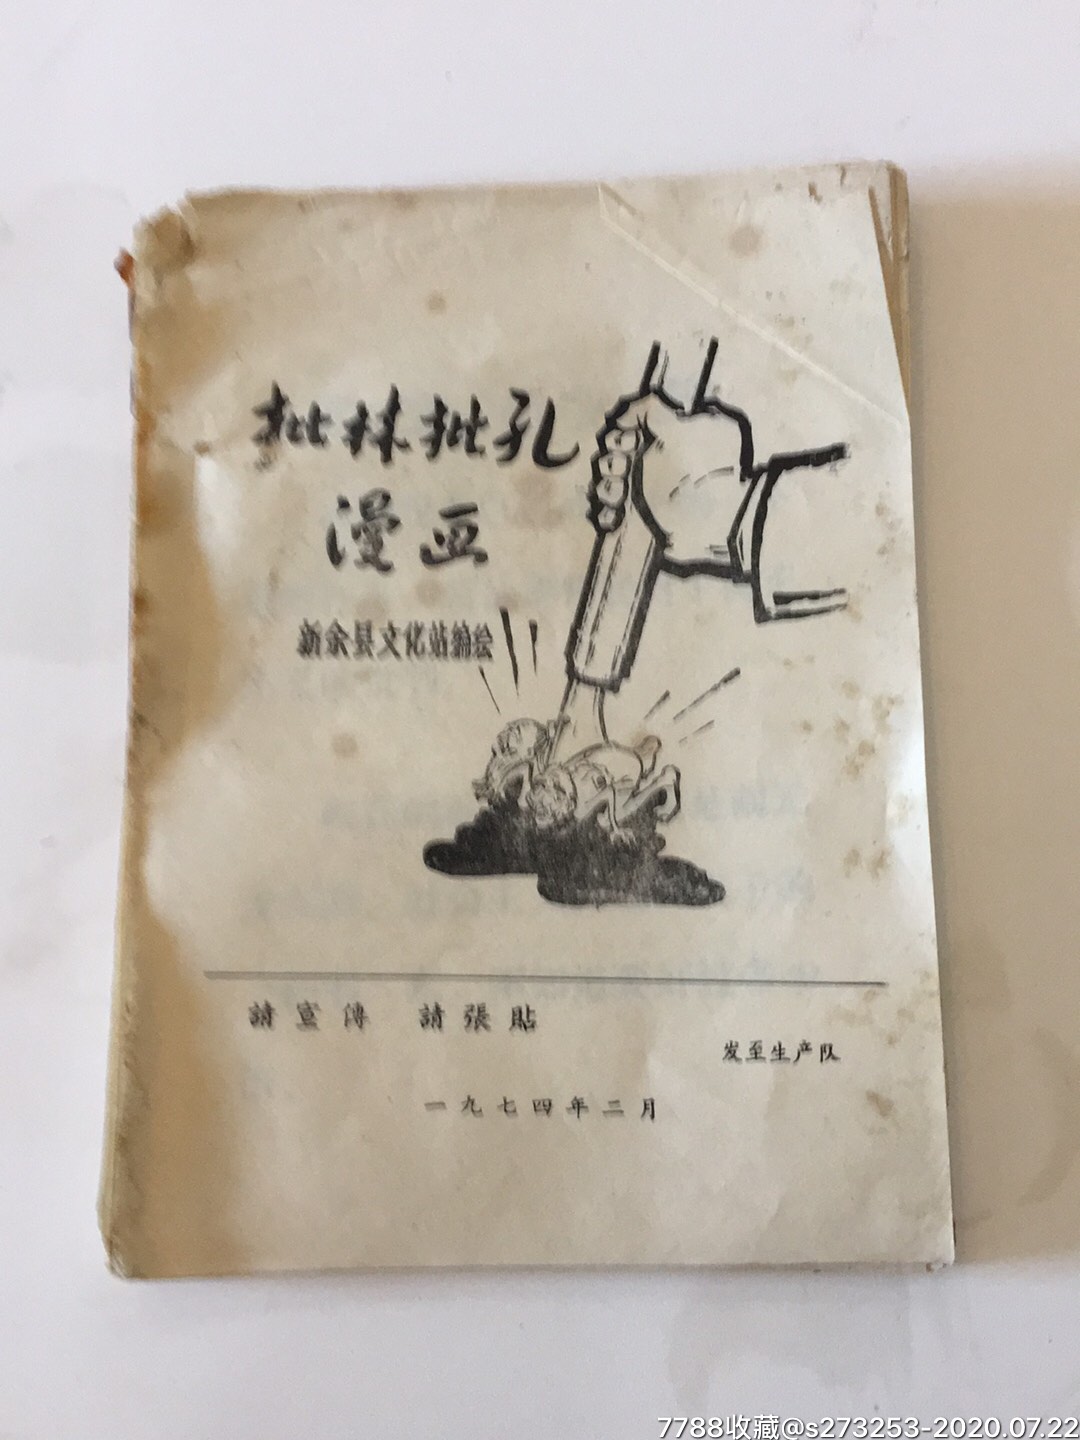 批林批孔
漫画
新余县文化站编绘
請宣傳 請張貼
发至生产队
一九七四年二月
7788收藏@s273253-2020.07.22